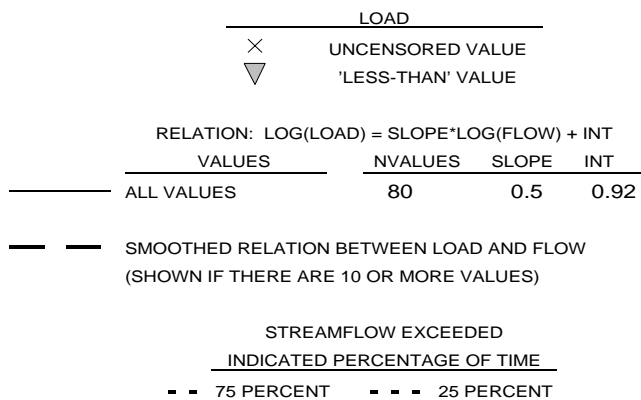 LOAD
UNCENSORED VALUE
'LESS-THAN' VALUE
RELATION: LOG(LOAD) = SLOPE*LOG(FLOW) + INT
VALUES NVALUES SLOPE INT
ALL VALUES 80 0.5 0.92
SMOOTHED RELATION BETWEEN LOAD AND FLOW
(SHOWN IF THERE ARE 10 OR MORE VALUES)
STREAMFLOW EXCEEDED
INDICATED PERCENTAGE OF TIME
75 PERCENT 25 PERCENT